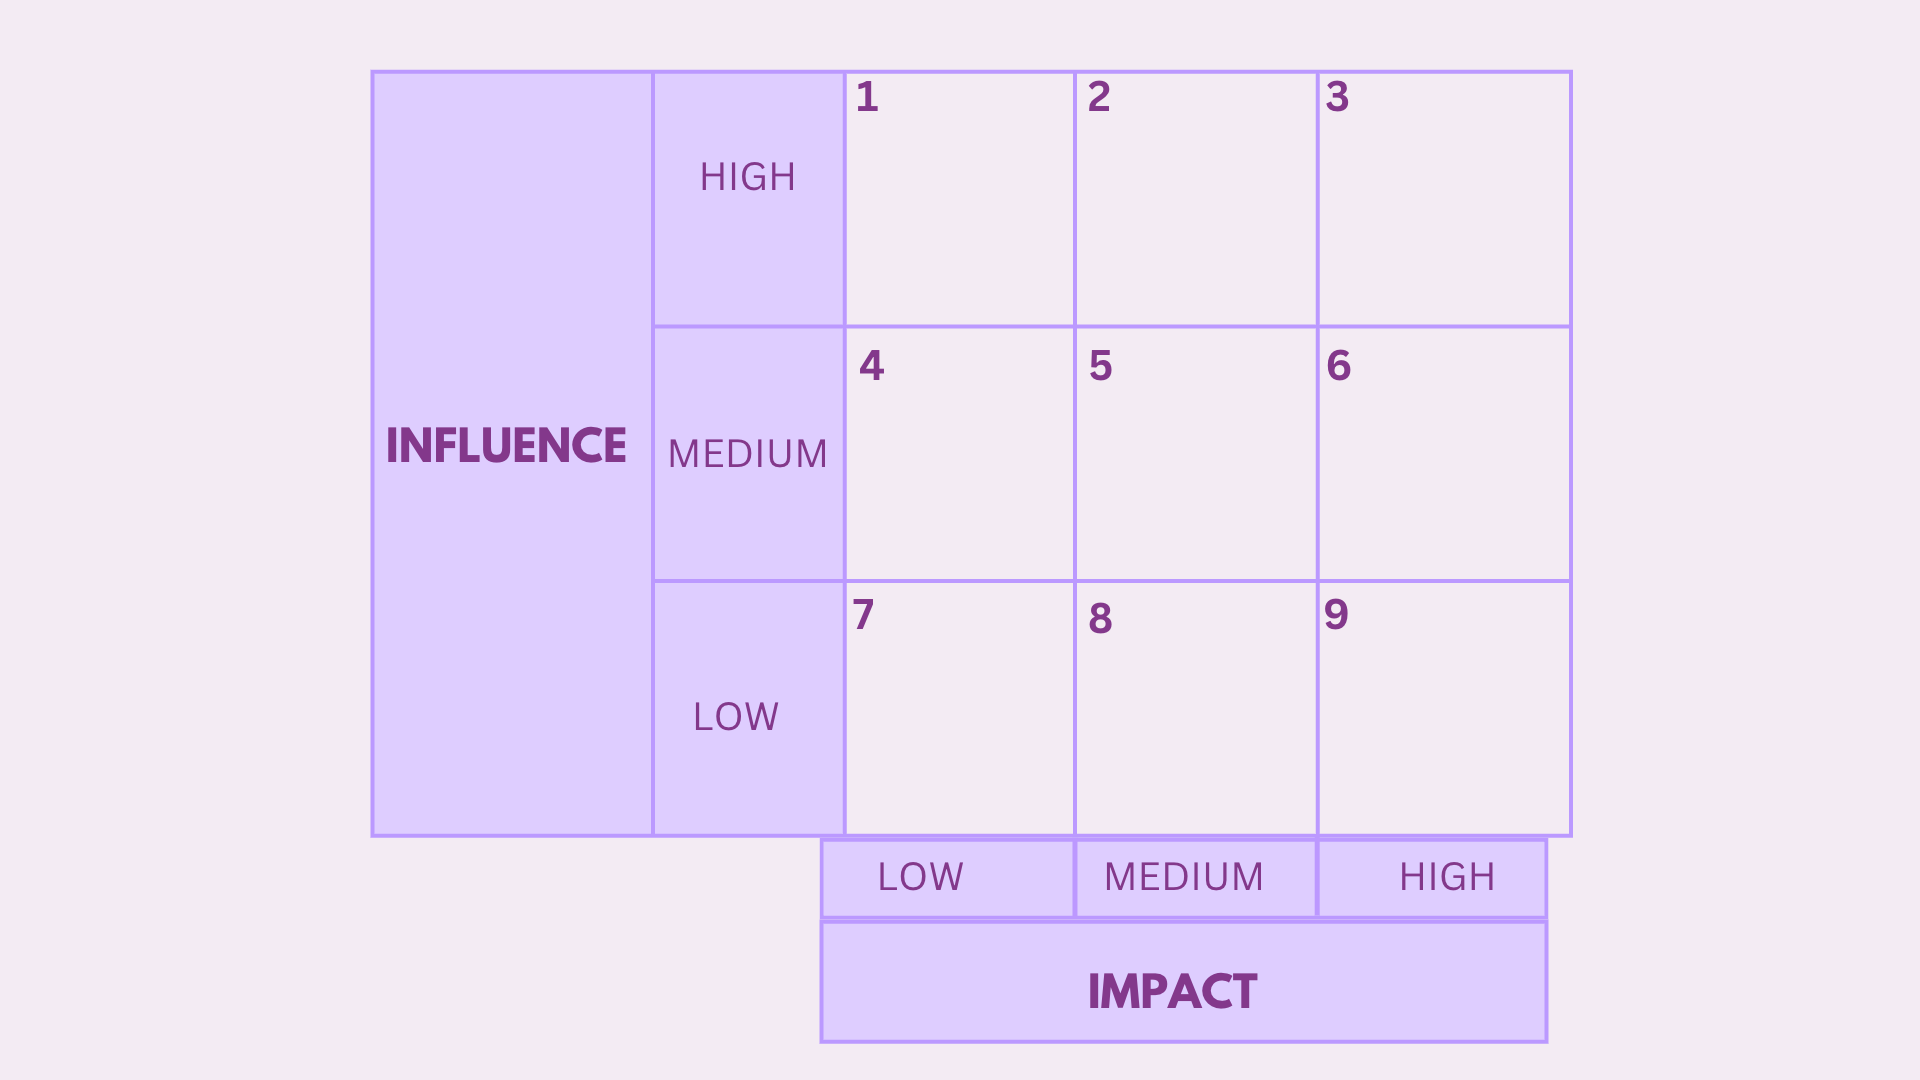 1 2 3
HIGH
4 5 6
INFLUENCE MEDIUM
7 8 9
LOW
LOW MEDIUM HIGH
IMPACT